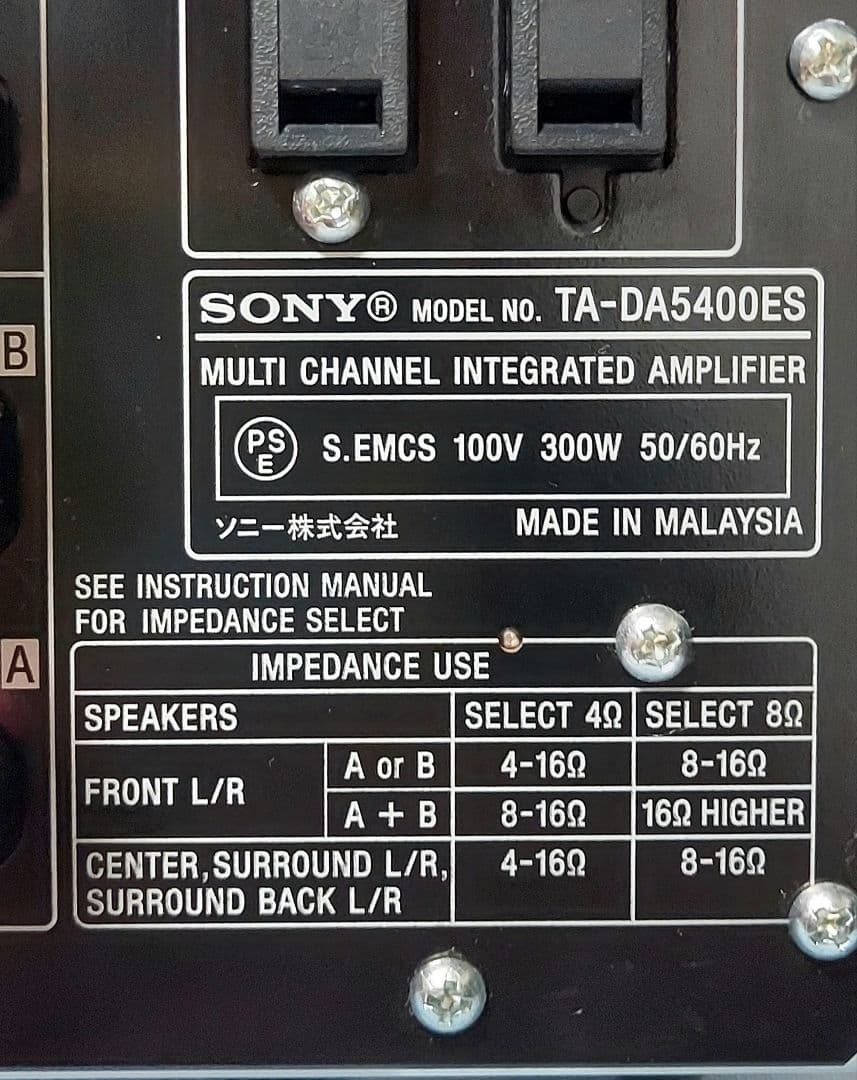 B
A
SONY® MODEL NO. TA-DA5400ES
MULTI CHANNEL INTEGRATED AMPLIFIER
PSE S.EMCS 100V 300W 50/60Hz
ソニー株式会社 MADE IN MALAYSIA
SEE INSTRUCTION MANUAL
FOR IMPEDANCE SELECT
IMPEDANCE USE
SPEAKERS SELECT 4Ω SELECT 8Ω
FRONT L/R
A or B 4-16Ω 8-16Ω
A + B 8-16Ω 16Ω HIGHER
CENTER, SURROUND L/R, 4-16Ω 8-16Ω
SURROUND BACK L/R